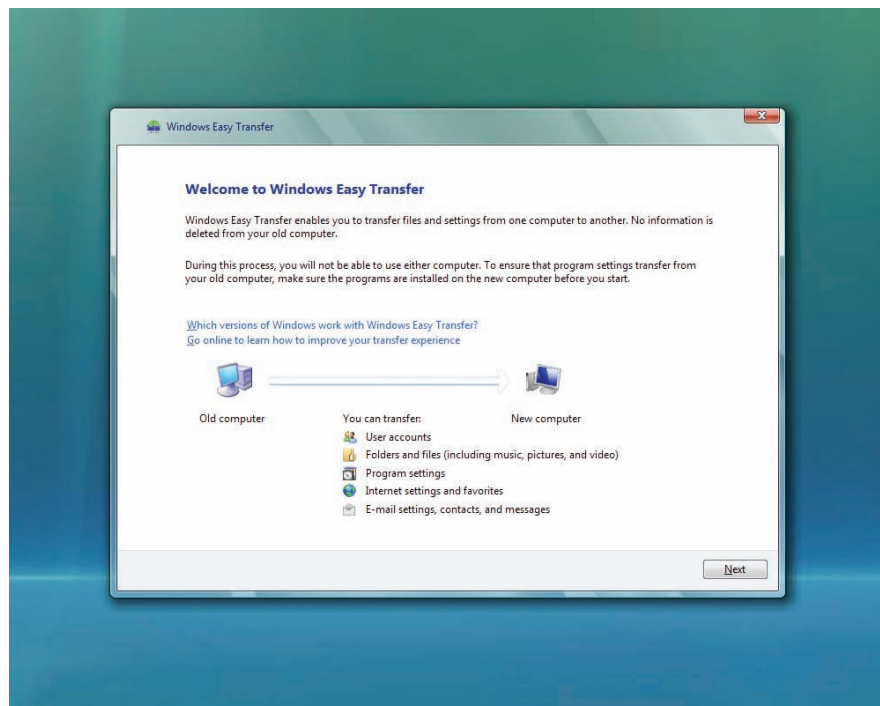 Windows Easy Transfer
Welcome to Windows Easy Transfer
Windows Easy Transfer enables you to transfer files and settings from one computer to another. No information is
deleted from your old computer.
During this process, you will not be able to use either computer. To ensure that program settings transfer from
your old computer, make sure the programs are installed on the new computer before you start.
Which versions of Windows work with Windows Easy Transfer?
Go online to learn how to improve your transfer experience
Old computer
You can transfer:
New computer
User accounts
Folders and files (including music, pictures, and video)
Program settings
Internet settings and favorites
E-mail settings, contacts, and messages
Next